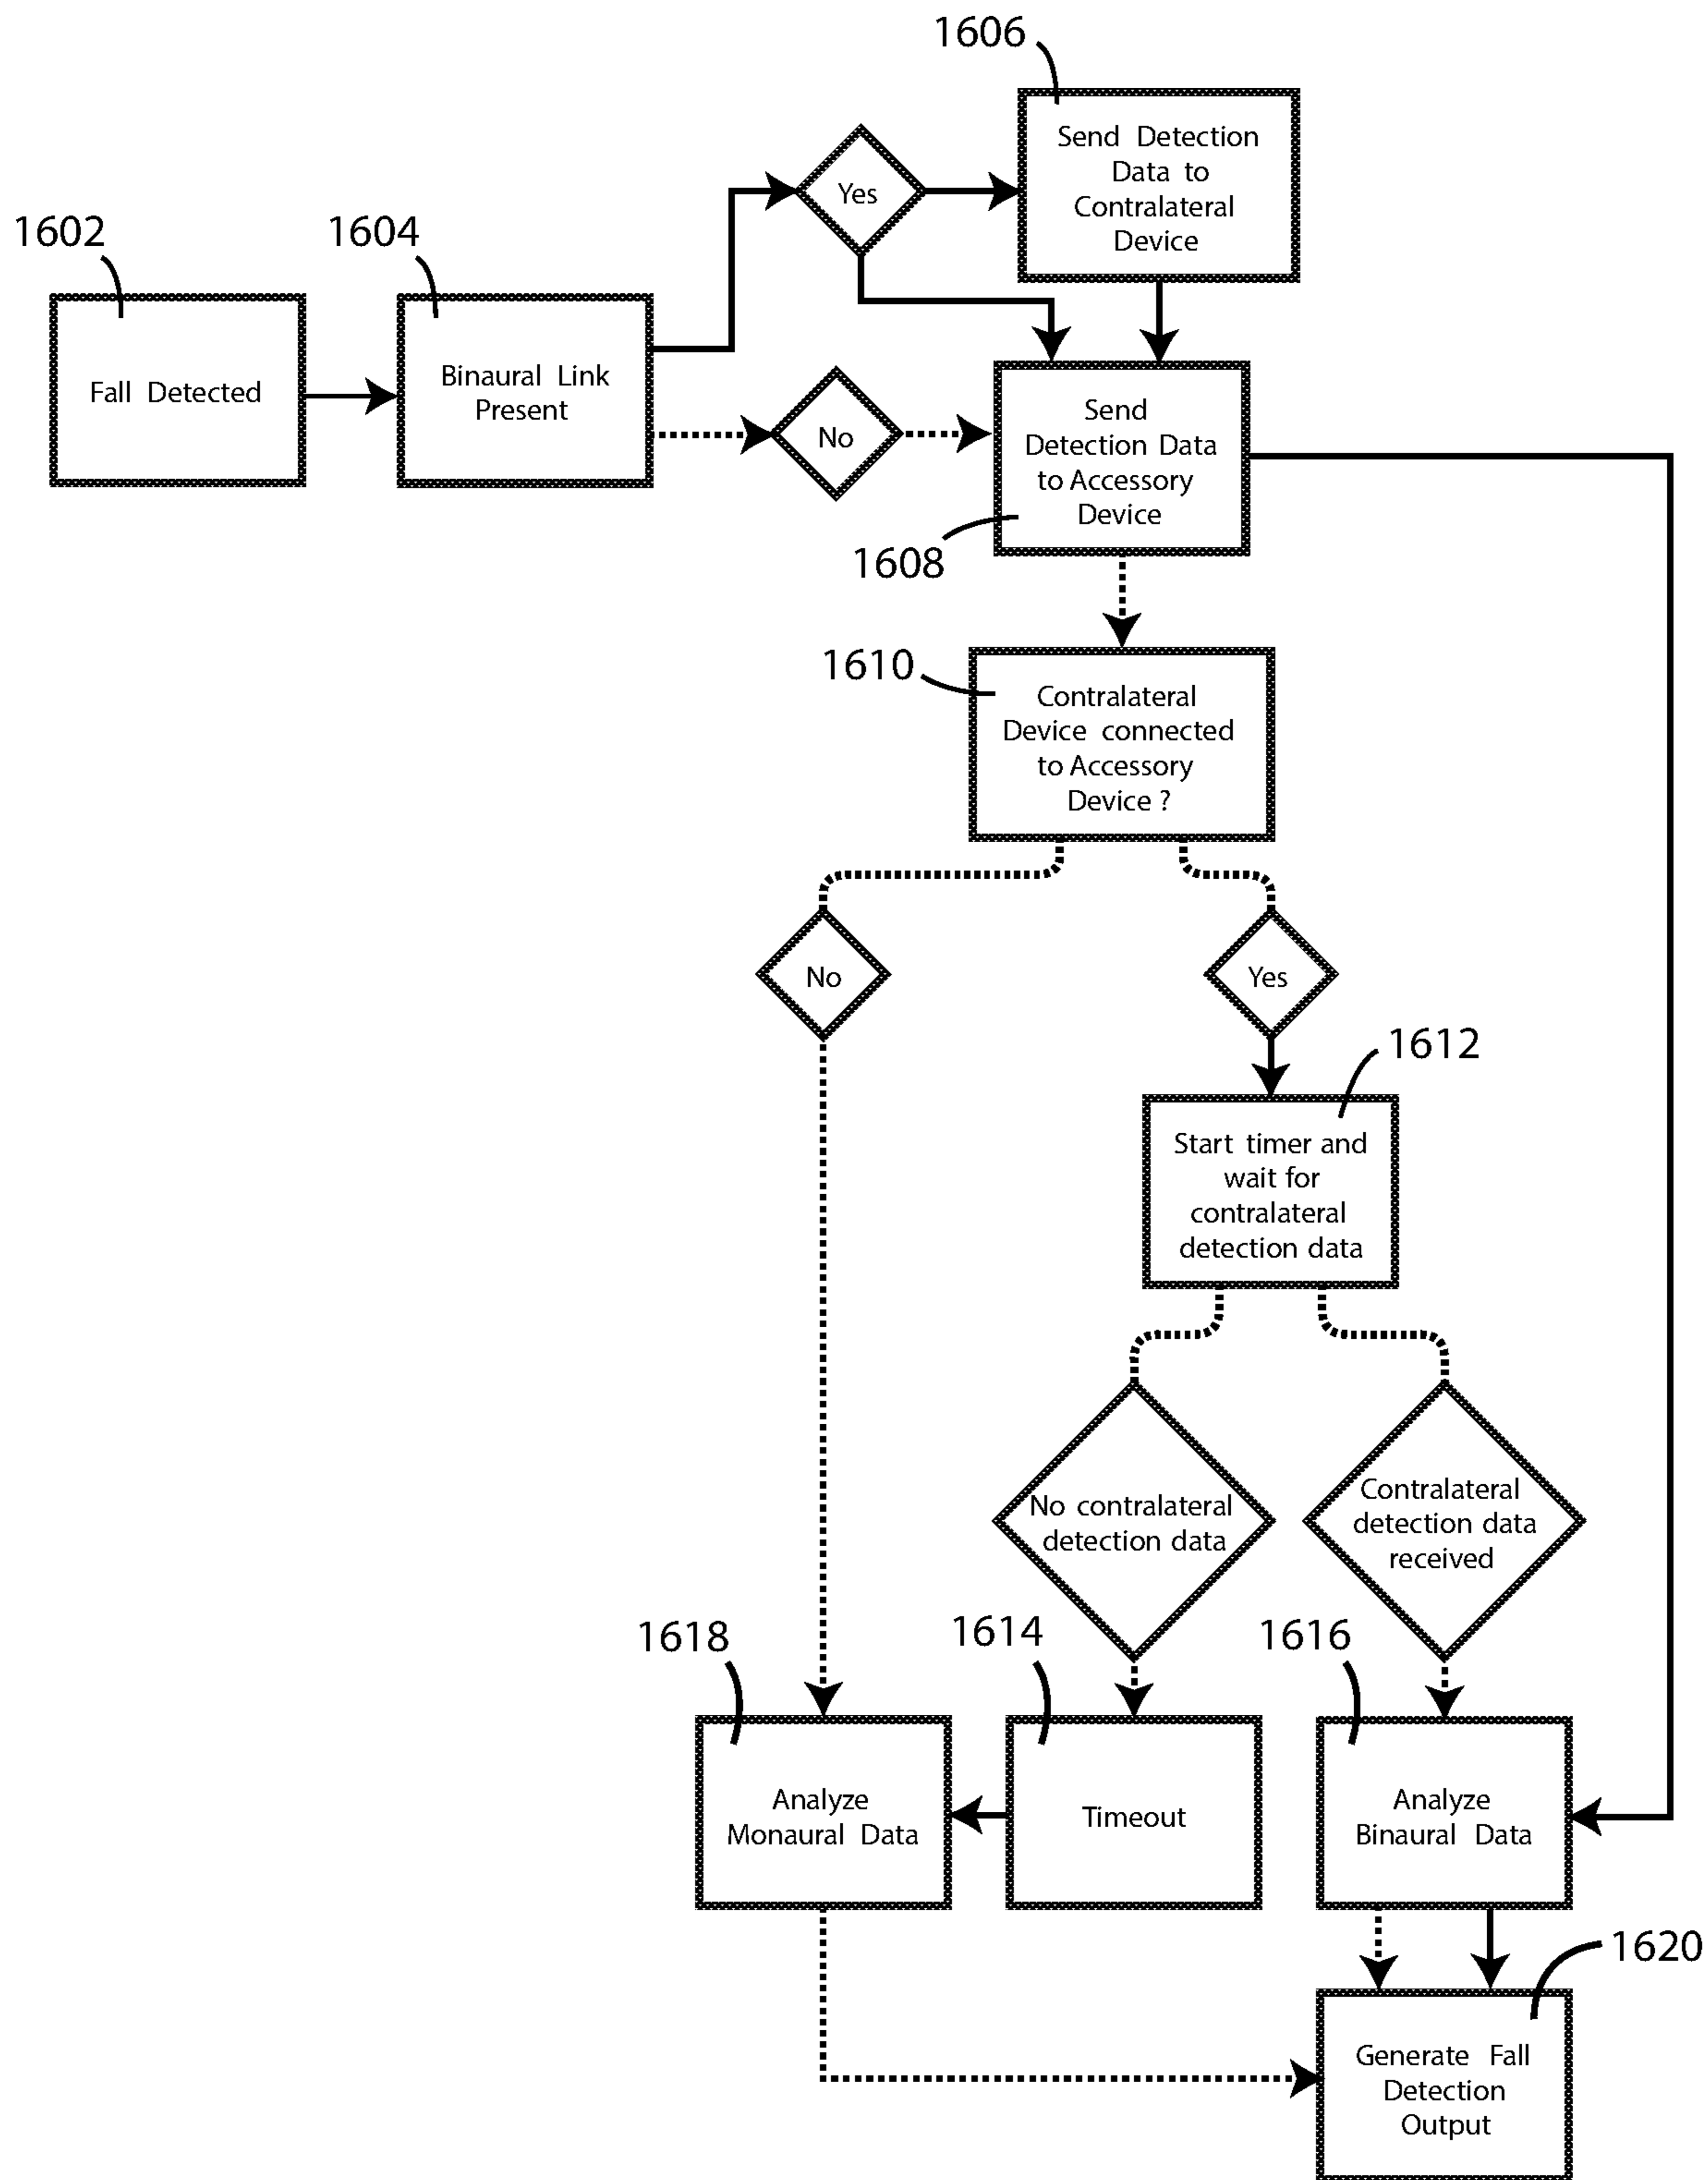 1606
Send Detection
Data to
Contralateral
Device
Yes
1602
1604
Fall Detected
Binaural Link
Present
No
Send
Detection Data
to Accessory
Device
1608
1610
Contralateral
Device connected
to Accessory
Device ?
No
Yes
1612
Start timer and
wait for
contralateral
detection data
No contralateral
detection data
Contralateral
detection data
received
1618
1614
1616
Analyze
Monaural Data
Timeout
Analyze
Binaural Data
1620
Generate Fall
Detection
Output